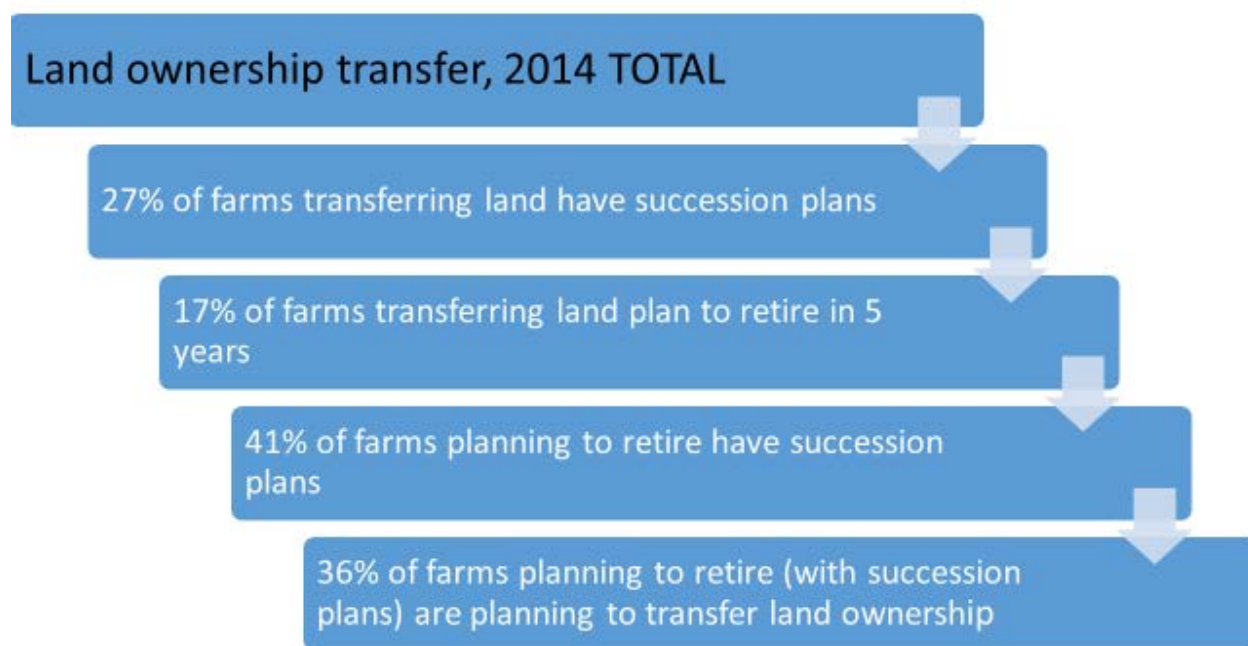 Land ownership transfer, 2014 TOTAL
27% of farms transferring land have succession plans
17% of farms transferring land plan to retire in 5
years
41% of farms planning to retire have succession
plans
36% of farms planning to retire (with succession
plans) are planning to transfer land ownership